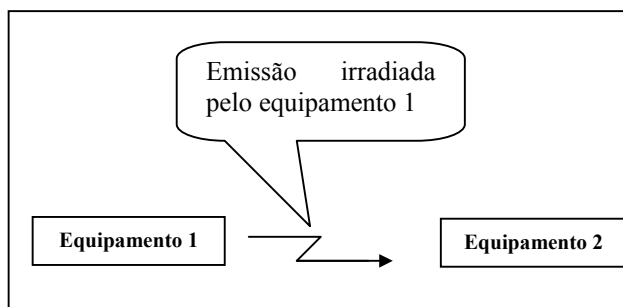 Emissão irradiada
pelo equipamento 1
Equipamento 1
Equipamento 2